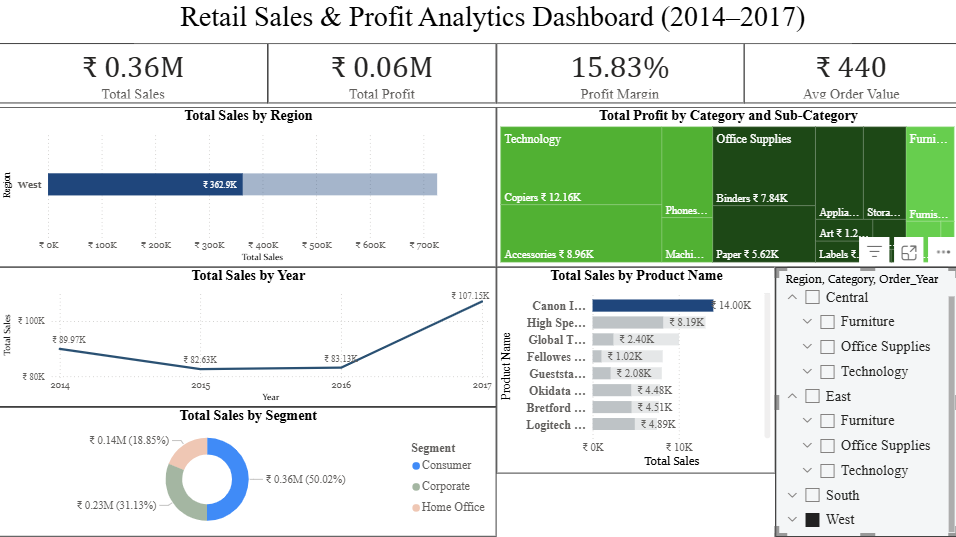 Retail Sales & Profit Analytics Dashboard (2014–2017)
₹ 0.36M
Total Sales
₹ 0.06M
Total Profit
15.83%
Profit Margin
₹ 440
Avg Order Value
Total Sales by Region
Region
West
₹ 362.9K
₹ 0K ₹ 100K ₹ 200K ₹ 300K ₹ 400K ₹ 500K ₹ 600K ₹ 700K
Total Sales
Total Profit by Category and Sub-Category
Technology
Copiers ₹ 12.16K
Accessories ₹ 8.96K
Phones...
Machi...
Office Supplies
Binders ₹ 7.84K
Paper ₹ 5.62K
Applia...
Stora...
Art ₹ 1.2...
Labels ₹...
Furni...
Furnis...
Total Sales by Year
Total Sales
₹ 100K
₹ 80K
₹ 89.97K
₹ 82.63K
₹ 83.13K
₹ 107.15K
2014 2015 2016 2017
Year
Total Sales by Segment
₹ 0.14M (18.85%)
₹ 0.36M (50.02%)
₹ 0.23M (31.13%)
Segment
Consumer
Corporate
Home Office
Total Sales by Product Name
Product Name
Canon I... ₹ 14.00K
High Spe... ₹ 8.19K
Global T... ₹ 2.40K
Fellowes ... ₹ 1.02K
Gueststa... ₹ 2.08K
Okidata ... ₹ 4.48K
Bretford ... ₹ 4.51K
Logitech ... ₹ 4.89K
₹ 0K ₹ 10K
Total Sales
Region, Category, Order_Year
Central
Furniture
Office Supplies
Technology
East
Furniture
Office Supplies
Technology
South
West